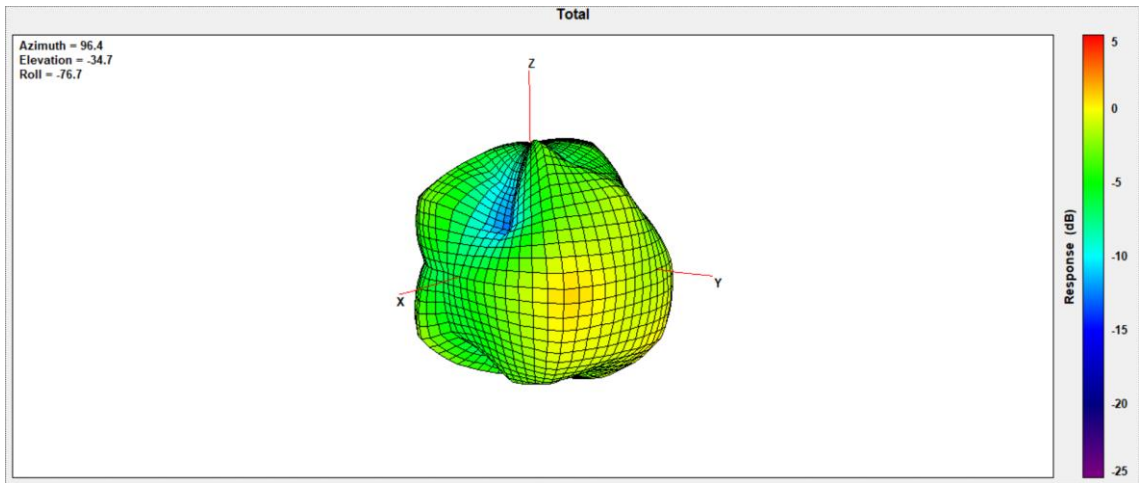 Total
Azimuth = 96.4
Elevation = -34.7
Roll = -76.7
Z
X
Y
5
0
-5
-10
-15
-20
-25
Response (dB)